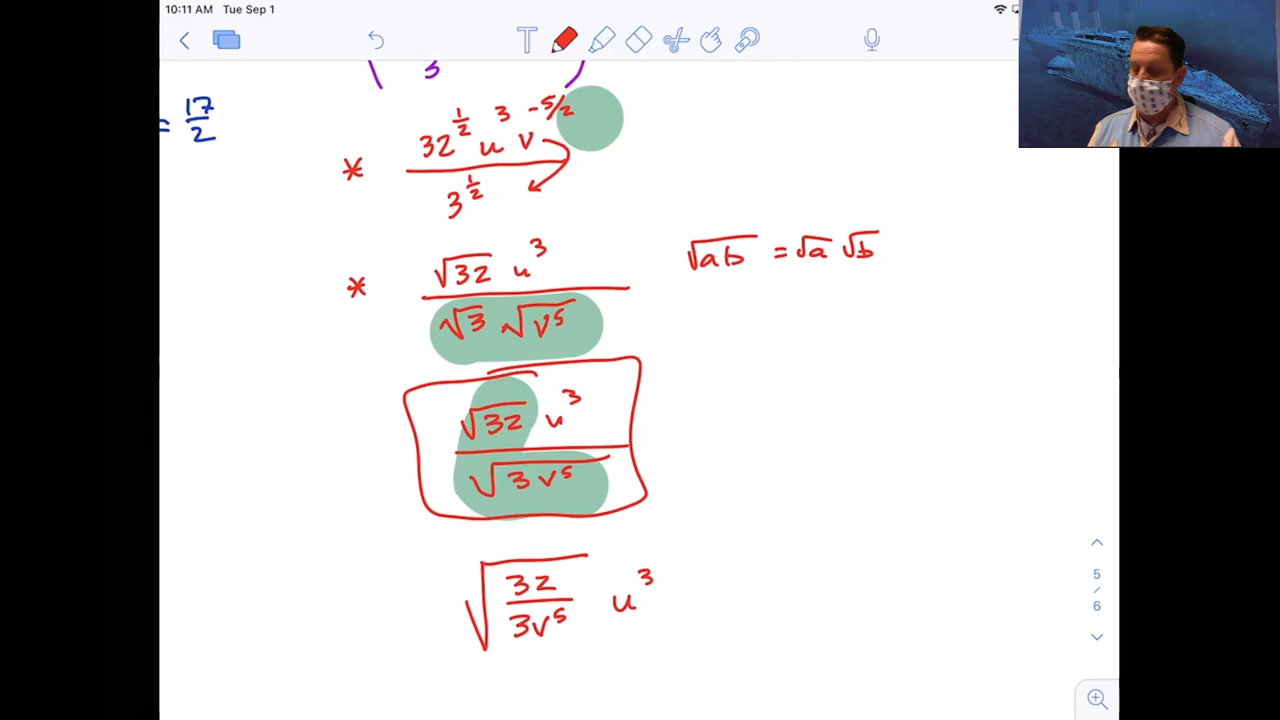 10:11 AM Tue Sep 1
T
3
= 17/2
* 32^{1/2} u^3 v^{-5/2} / 3^{1/2}
√ab = √a √b
* √32 u^3 / √3 √v^5
√32 u^3 / √3v^5
√(32/3v^5) u^3
5
/
6